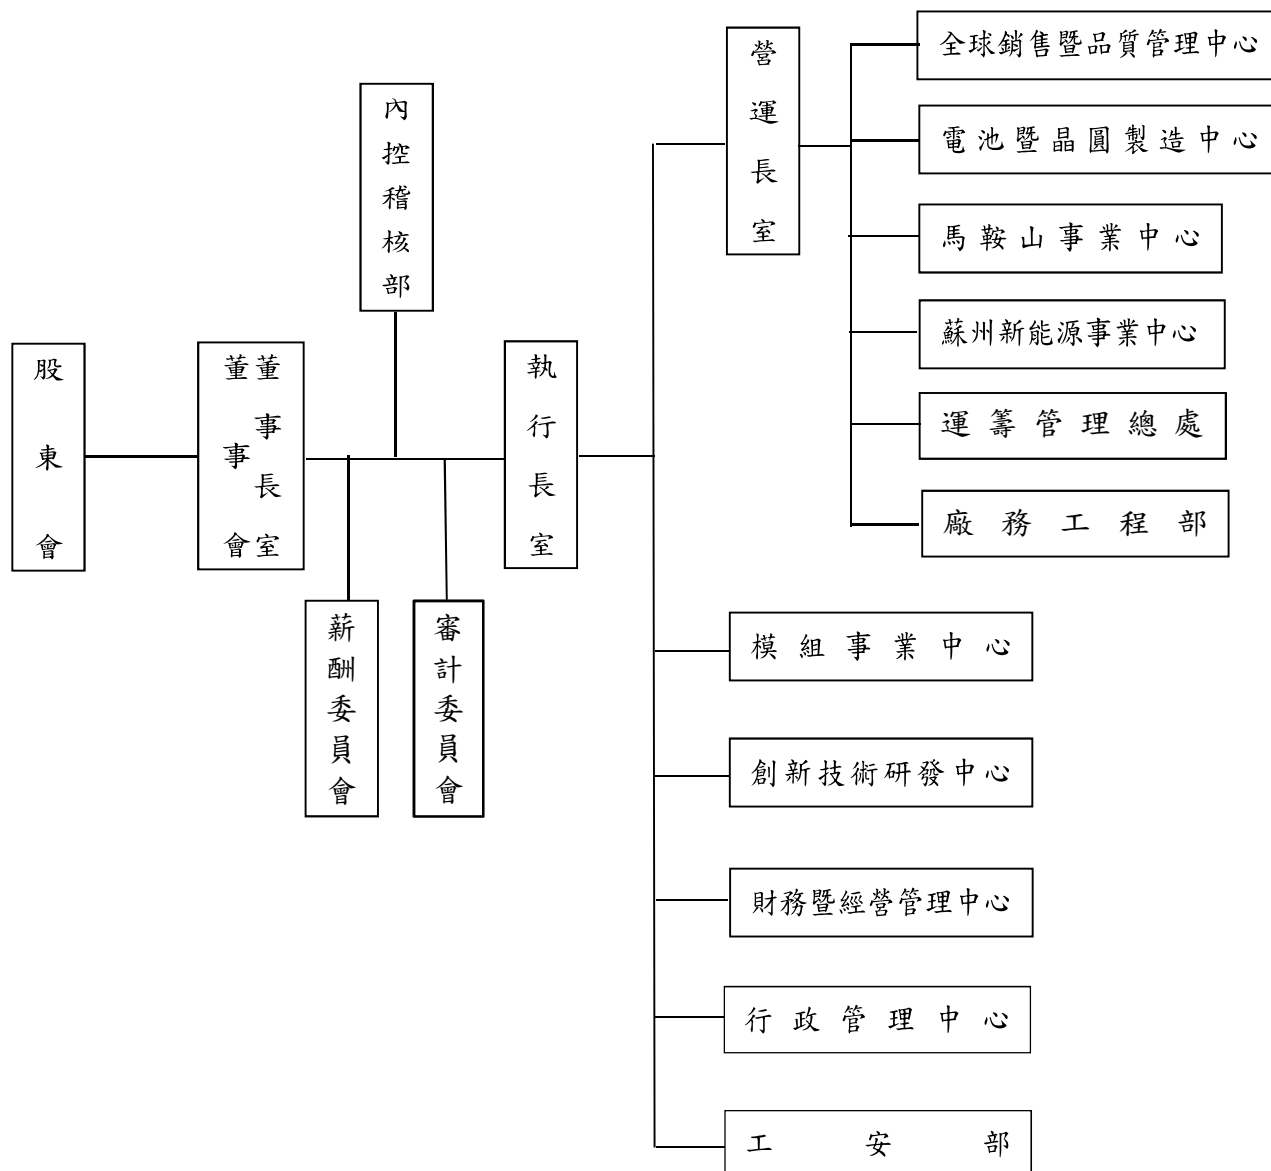 股東會
董事會
董事長室
內控稽核部
薪酬委員會
審計委員會
執行長室
營運長室
全球銷售暨品質管理中心
電池暨晶圓製造中心
馬鞍山事業中心
蘇州新能源事業中心
運籌管理總處
廠務工程部
模組事業中心
創新技術研發中心
財務暨經營管理中心
行政管理中心
工安部